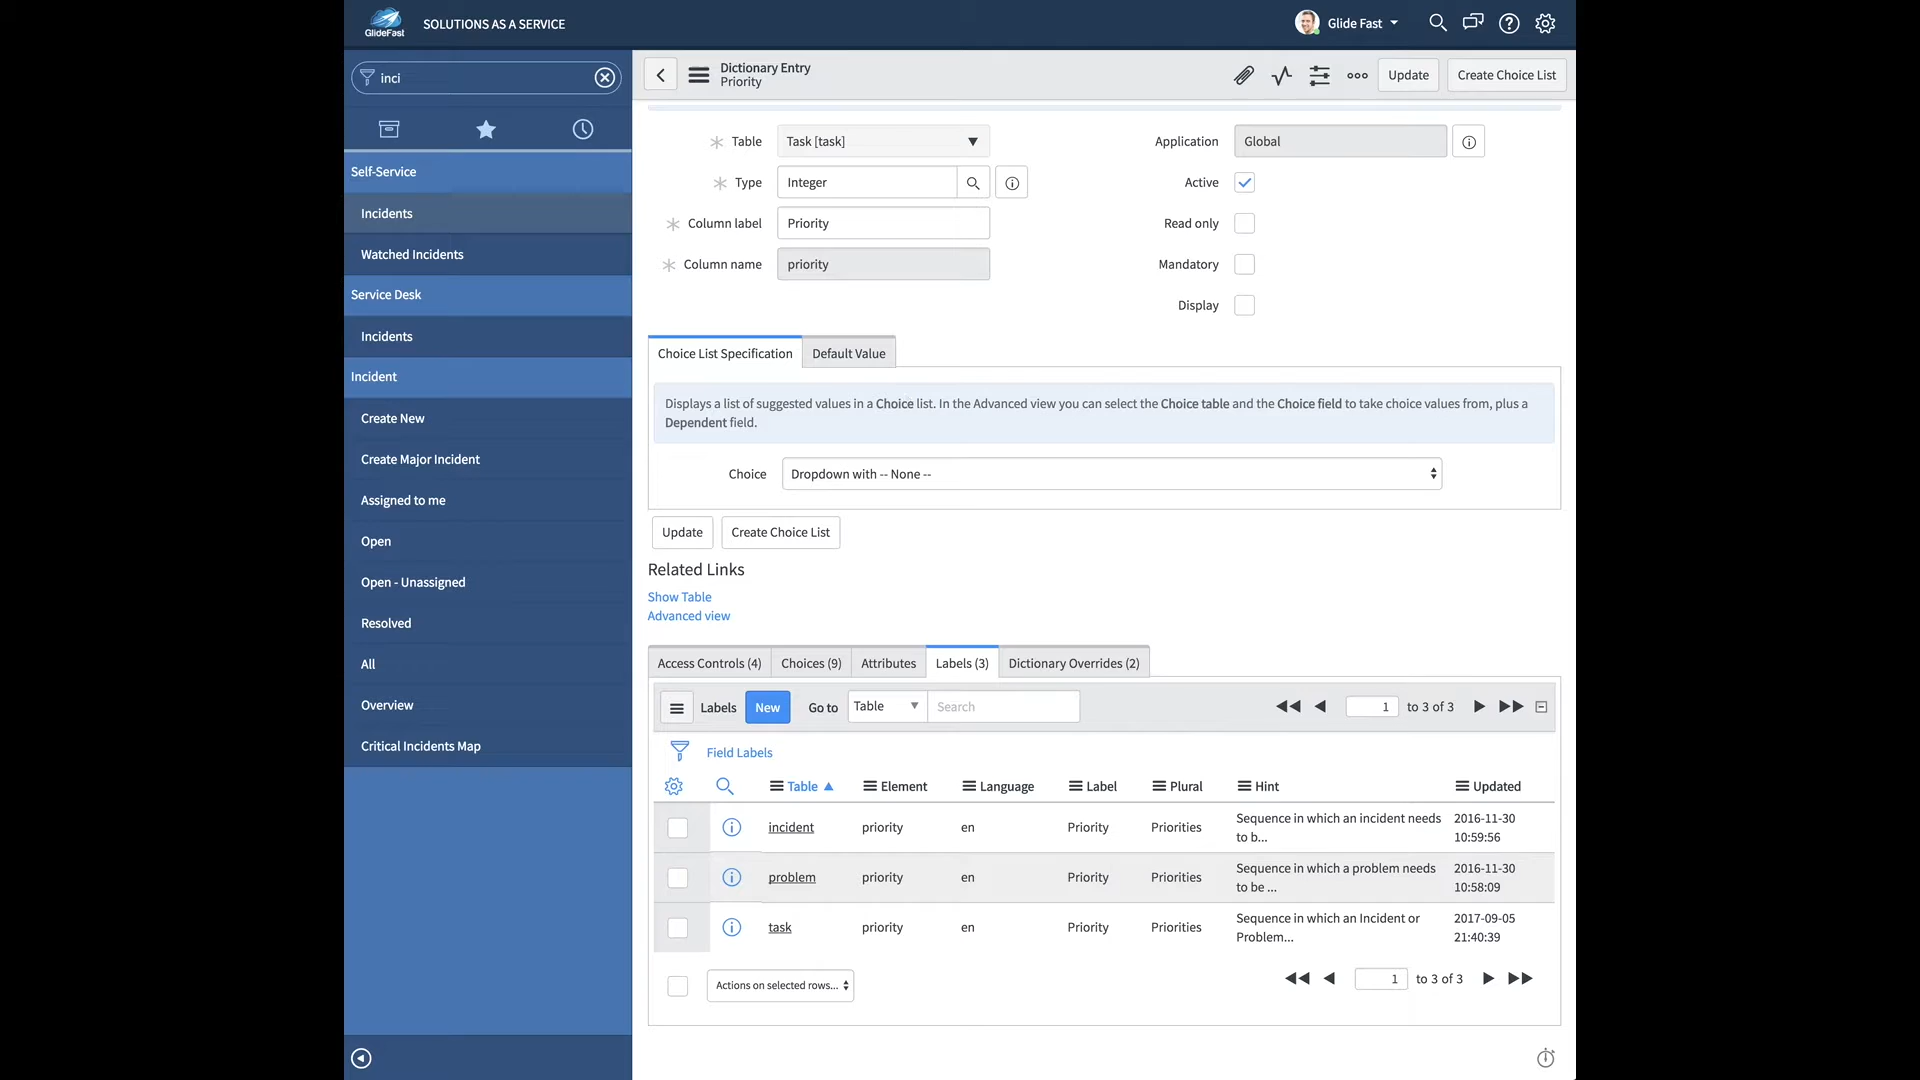 GlideFast
SOLUTIONS AS A SERVICE
Glide Fast
inci
Self-Service
Incidents
Watched Incidents
Service Desk
Incidents
Incident
Create New
Create Major Incident
Assigned to me
Open
Open - Unassigned
Resolved
All
Overview
Critical Incidents Map
Dictionary Entry
Priority
Update
Create Choice List
Table
Task [task]
Application
Global
Type
Integer
Active
Column label
Priority
Read only
Column name
priority
Mandatory
Display
Choice List Specification
Default Value
Displays a list of suggested values in a Choice list. In the Advanced view you can select the Choice table and the Choice field to take choice values from, plus a
Dependent field.
Choice
Dropdown with -- None --
Update
Create Choice List
Related Links
Show Table
Advanced view
Access Controls (4)
Choices (9)
Attributes
Labels (3)
Dictionary Overrides (2)
Labels
New
Go to
Table
Search
1
to 3 of 3
Field Labels
Table
Element
Language
Label
Plural
Hint
Updated
incident
priority
en
Priority
Priorities
Sequence in which an incident needs
to b...
2016-11-30
10:59:56
problem
priority
en
Priority
Priorities
Sequence in which a problem needs
to be ...
2016-11-30
10:58:09
task
priority
en
Priority
Priorities
Sequence in which an Incident or
Problem...
2017-09-05
21:40:39
Actions on selected rows...
1
to 3 of 3